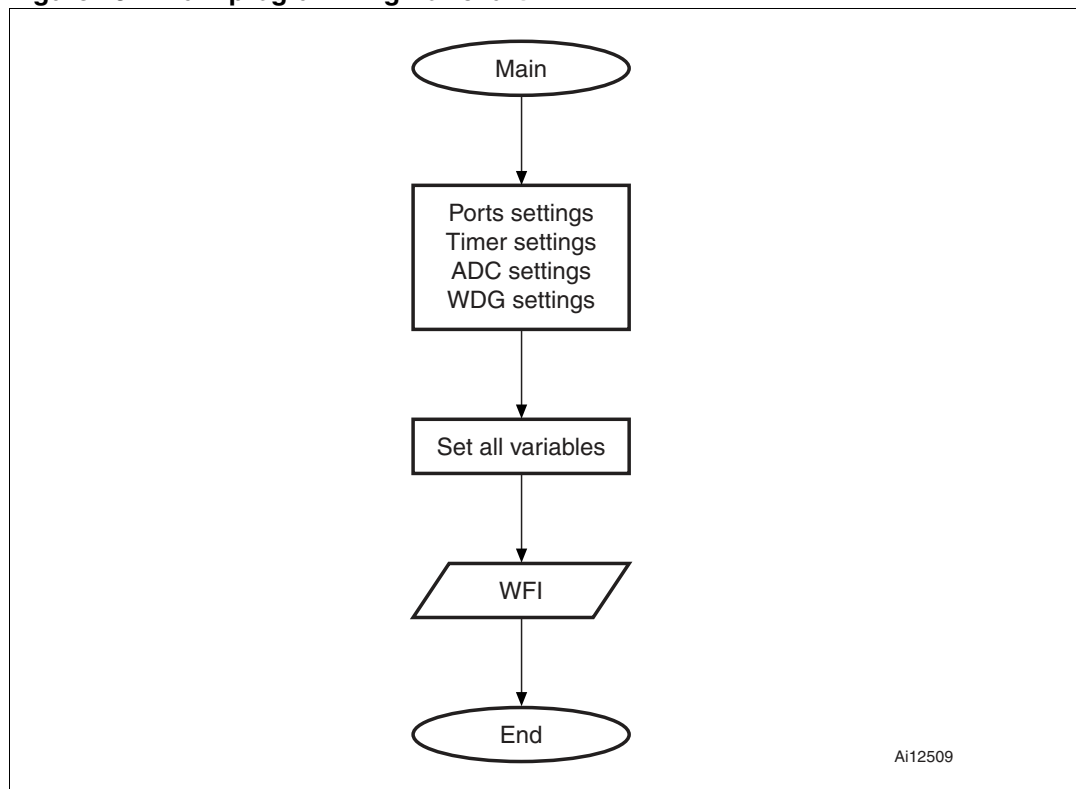 Main
Ports settings
Timer settings
ADC settings
WDG settings
Set all variables
WFI
End
Ai12509